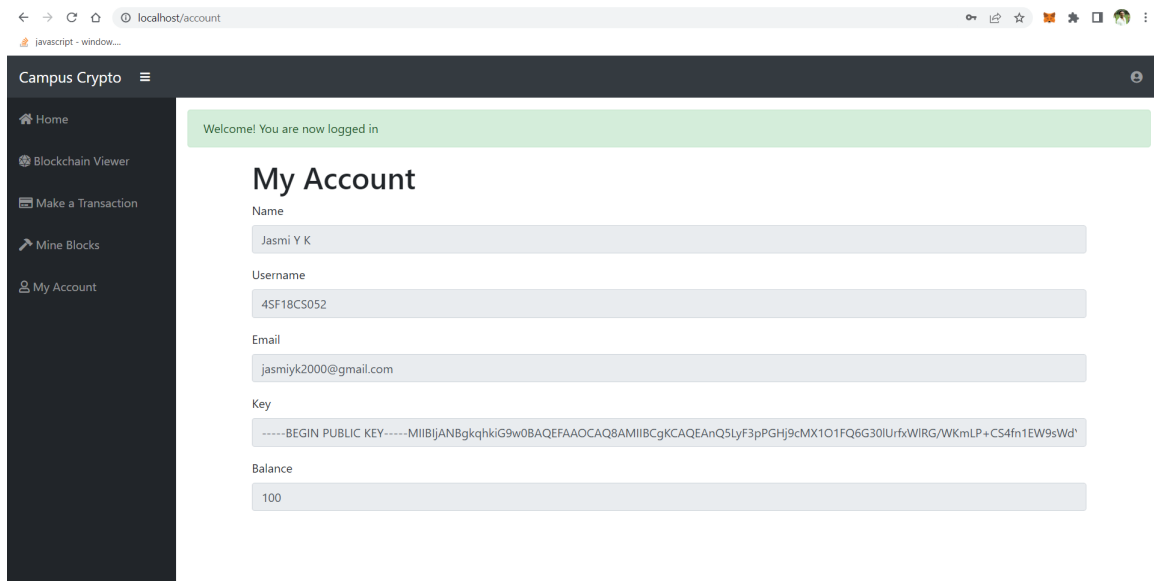 localhost/account
javascript - window....
Campus Crypto
Home
Blockchain Viewer
Make a Transaction
Mine Blocks
My Account
Welcome! You are now logged in
My Account
Name
Jasmi Y K
Username
4SF18CS052
Email
jasmiyk2000@gmail.com
Key
-----BEGIN PUBLIC KEY-----MIIBIjANBgkqhkiG9w0BAQEFAAOCAQ8AMIIBCgKCAQEAnQ5LyF3pPGHj9cMX1O1FQ6G30lUrfxWlRG/WKmLP+CS4fn1EW9sWd
Balance
100